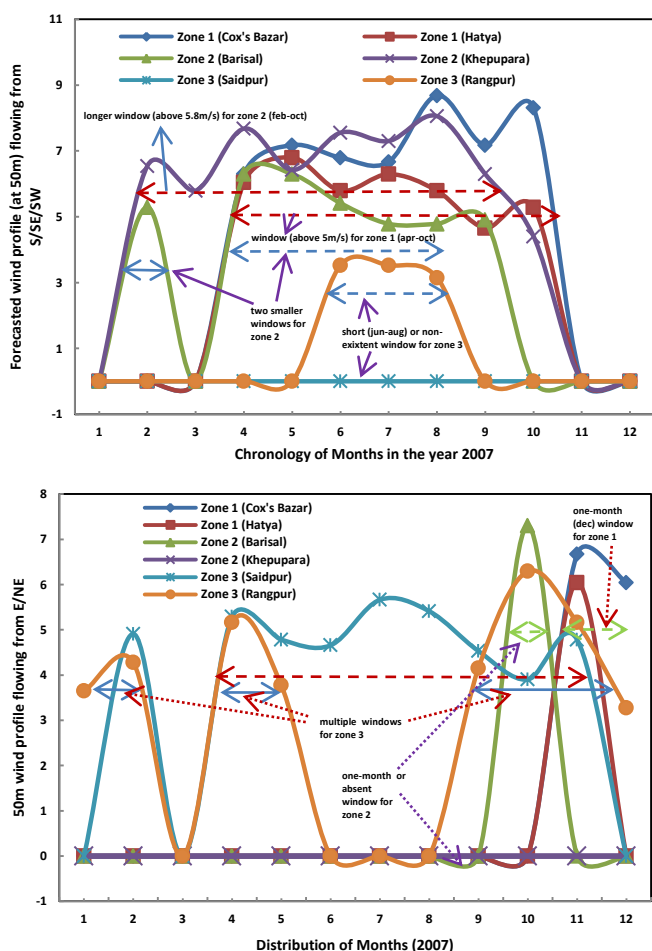 11
9
7
5
3
1
-1
Forecasted wind profile (at 50m) flowing from
S/SE/SW
Zone 1 (Cox's Bazar)
Zone 1 (Hatya)
Zone 2 (Barisal)
Zone 2 (Khepupara)
Zone 3 (Saidpur)
Zone 3 (Rangpur)
longer window (above 5.8m/s) for zone 2 (feb-oct)
window (above 5m/s) for zone 1 (apr-oct)
two smaller
windows for
zone 2
short (jun-aug) or non-
exixtent window for zone 3
1 2 3 4 5 6 7 8 9 10 11 12
Chronology of Months in the year 2007
8
7
6
5
4
3
2
1
0
-1
50m wind profile flowing from E/NE
Zone 1 (Cox's Bazar)
Zone 1 (Hatya)
Zone 2 (Barisal)
Zone 2 (Khepupara)
Zone 3 (Saidpur)
Zone 3 (Rangpur)
one-month
(dec) window
for zone 1
multiple windows
for zone 3
one-month or
absent
window for
zone 2
1 2 3 4 5 6 7 8 9 10 11 12
Distribution of Months (2007)